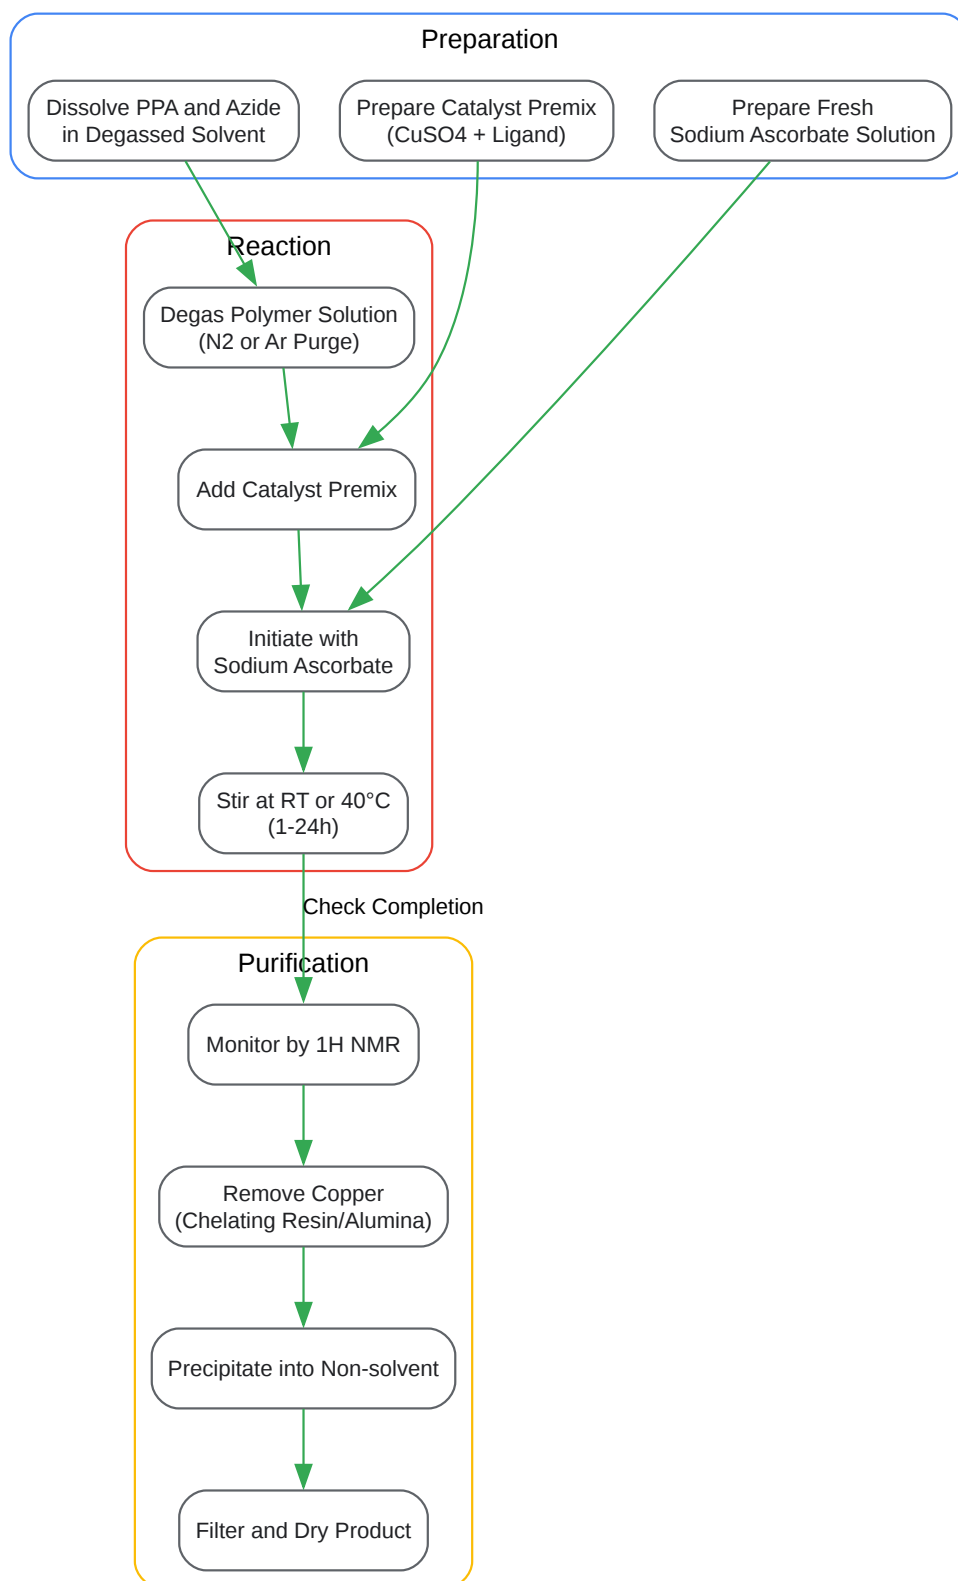 Preparation
Dissolve PPA and Azide
in Degassed Solvent
Prepare Catalyst Premix
(CuSO4 + Ligand)
Prepare Fresh
Sodium Ascorbate Solution
Reaction
Degas Polymer Solution
(N2 or Ar Purge)
Add Catalyst Premix
Initiate with
Sodium Ascorbate
Stir at RT or 40°C
(1-24h)
Check Completion
Purification
Monitor by 1H NMR
Remove Copper
(Chelating Resin/Alumina)
Precipitate into Non-solvent
Filter and Dry Product